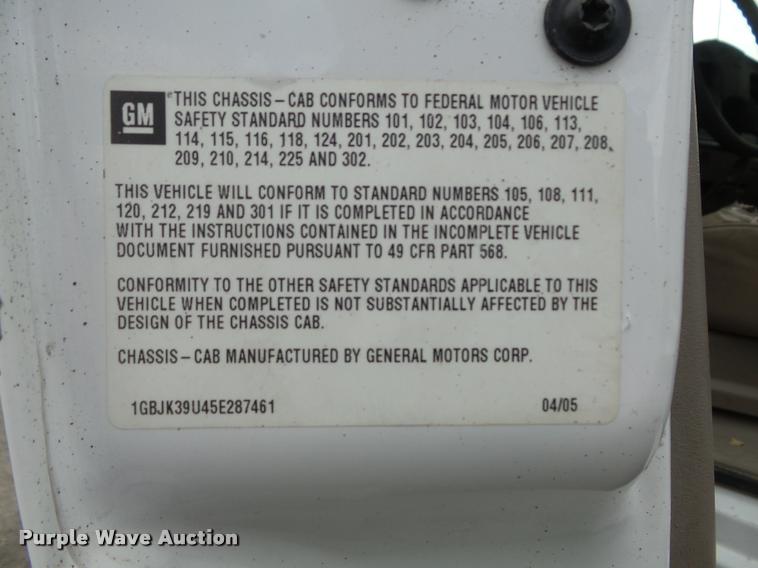 GM
THIS CHASSIS – CAB CONFORMS TO FEDERAL MOTOR VEHICLE
SAFETY STANDARD NUMBERS 101, 102, 103, 104, 106, 113,
114, 115, 116, 118, 124, 201, 202, 203, 204, 205, 206, 207, 208,
209, 210, 214, 225 AND 302.
THIS VEHICLE WILL CONFORM TO STANDARD NUMBERS 105, 108, 111,
120, 212, 219 AND 301 IF IT IS COMPLETED IN ACCORDANCE
WITH THE INSTRUCTIONS CONTAINED IN THE INCOMPLETE VEHICLE
DOCUMENT FURNISHED PURSUANT TO 49 CFR PART 568.
CONFORMITY TO THE OTHER SAFETY STANDARDS APPLICABLE TO THIS
VEHICLE WHEN COMPLETED IS NOT SUBSTANTIALLY AFFECTED BY THE
DESIGN OF THE CHASSIS CAB.
CHASSIS – CAB MANUFACTURED BY GENERAL MOTORS CORP.
1GBJK39U45E287461 04/05
Purple Wave Auction